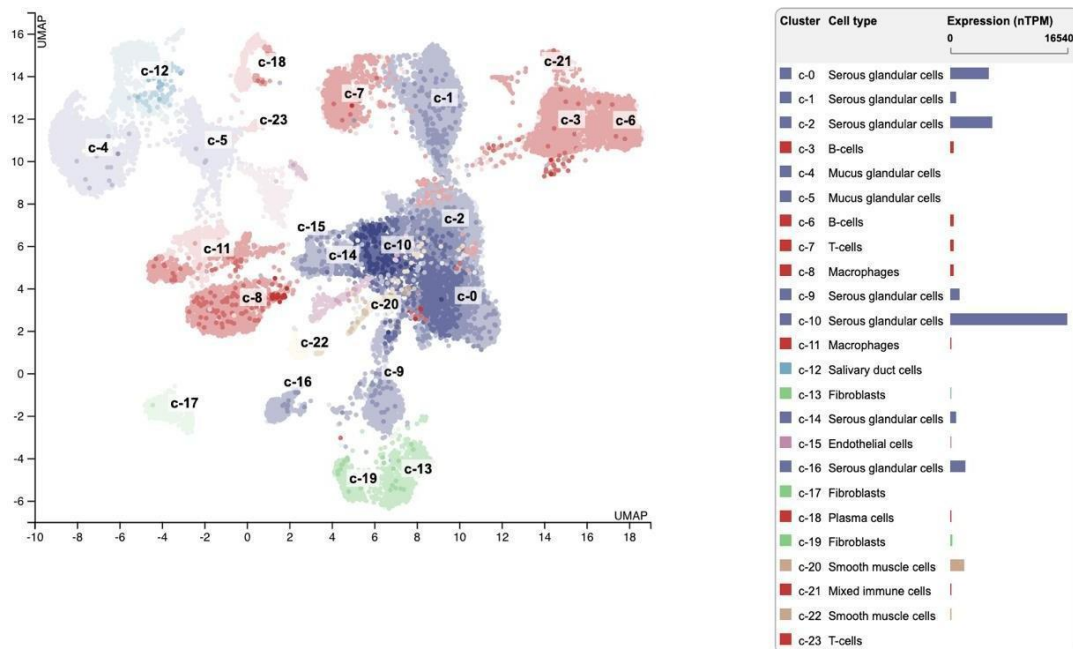 UMAP
16
14
12
10
8
6
4
2
0
-2
-4
-6
-10
-8
-6
-4
-2
0
2
4
6
8
10
12
14
16
18
UMAP
c-12
c-18
c-21
c-7
c-1
c-3
c-6
c-23
c-4
c-5
c-2
c-15
c-11
c-10
c-14
c-8
c-0
c-20
c-22
c-9
c-16
c-17
c-13
c-19
Cluster Cell type Expression (nTPM)
0 16540
c-0 Serous glandular cells
c-1 Serous glandular cells
c-2 Serous glandular cells
c-3 B-cells
c-4 Mucus glandular cells
c-5 Mucus glandular cells
c-6 B-cells
c-7 T-cells
c-8 Macrophages
c-9 Serous glandular cells
c-10 Serous glandular cells
c-11 Macrophages
c-12 Salivary duct cells
c-13 Fibroblasts
c-14 Serous glandular cells
c-15 Endothelial cells
c-16 Serous glandular cells
c-17 Fibroblasts
c-18 Plasma cells
c-19 Fibroblasts
c-20 Smooth muscle cells
c-21 Mixed immune cells
c-22 Smooth muscle cells
c-23 T-cells